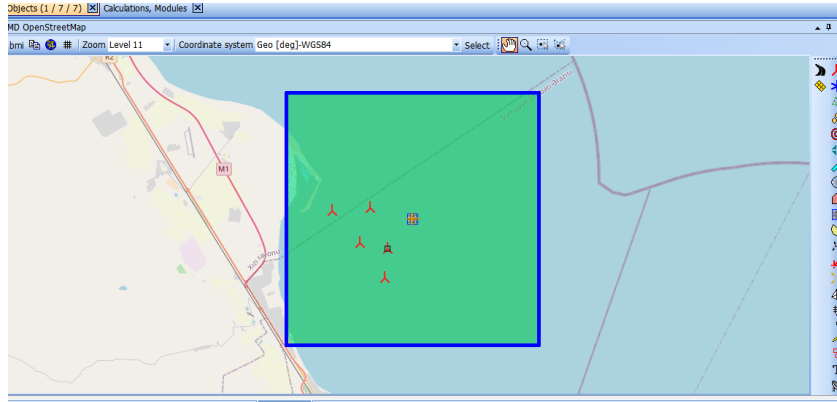 Objects (1 / 7 / 7) Calculations, Modules
MD OpenStreetMap
bmi Zoom Level 11 Coordinate system Geo [deg]-WGS84 Select
R2
M1